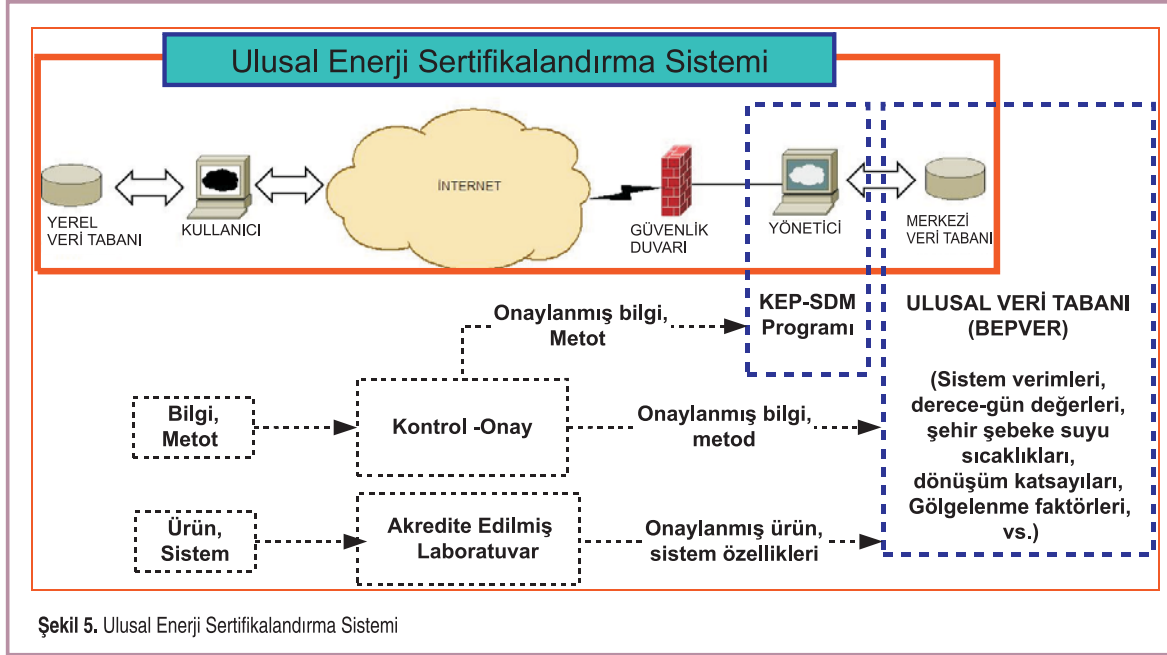 Ulusal Enerji Sertifikalandırma Sistemi
YEREL
VERİ TABANI
KULLANICI
İNTERNET
GÜVENLİK
DUVARI
YÖNETİCİ
MERKEZİ
VERİ TABANI
KEP-SDM
Programı
ULUSAL VERİ TABANI
(BEPVER)
(Sistem verimleri,
derece-gün değerleri,
şehir şebeke suyu
sıcaklıkları,
dönüşüm katsayıları,
Gölgelenme faktörleri,
vs.)
Onaylanmış bilgi,
Metot
Bilgi,
Metot
Kontrol -Onay
Onaylanmış bilgi,
metod
Ürün,
Sistem
Akredite Edilmiş
Laboratuvar
Onaylanmış ürün,
sistem özellikleri
Şekil 5. Ulusal Enerji Sertifikalandırma Sistemi